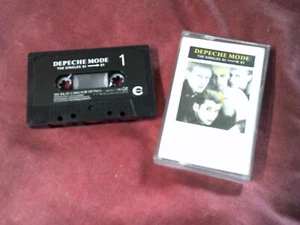 DEPECHE MODE
THE SINGLES 81 → 85
1
DEPECHE MODE
THE SINGLES 81 → 85